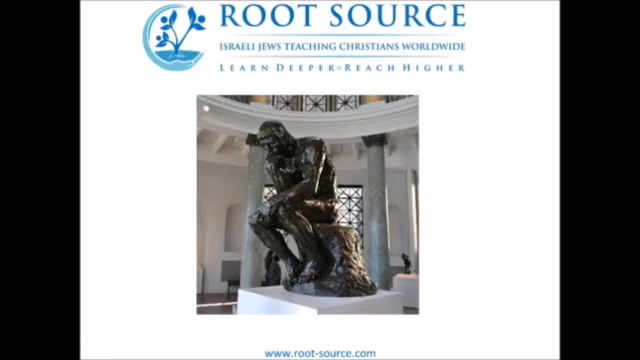 ROOT SOURCE
ISRAELI JEWS TEACHING CHRISTIANS WORLDWIDE
LEARN DEEPER•REACH HIGHER
www.root-source.com